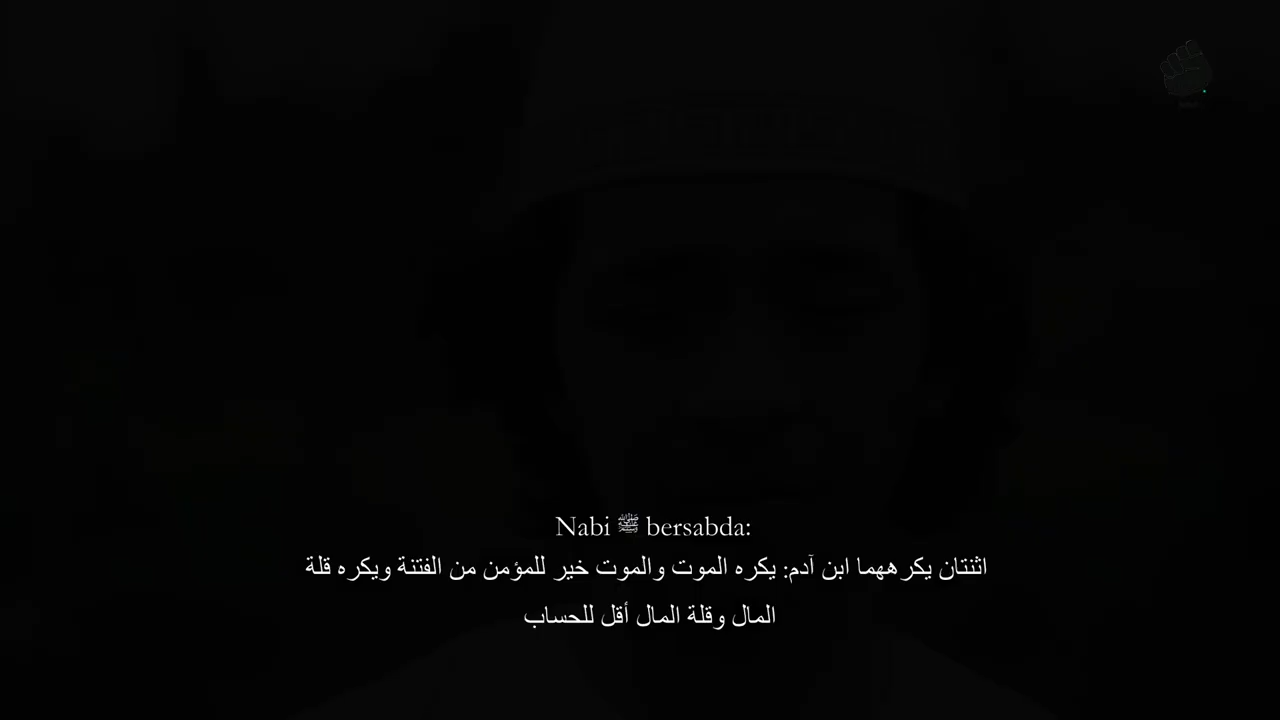 Nabi ﷺ bersabda:
اثنتان يكرههما ابن آدم: يكره الموت والموت خير للمؤمن من الفتنة ويكره قلة
المال وقلة المال أقل للحساب